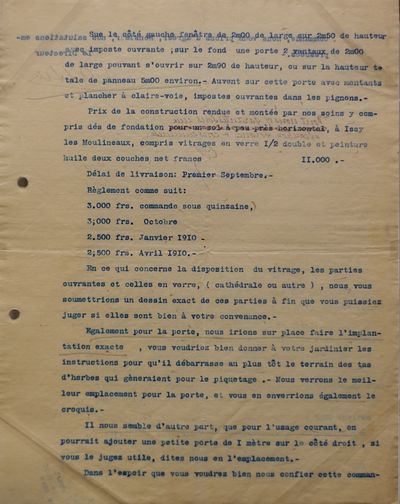 Sur le côté gauche fenêtre de 2m00 de large sur 2m50 de hauteur
avec imposte ouvrante ;sur le fond une porte 2 vantaux de 2m00
de large pouvant s'ouvrir sur 2m90 de hauteur, ou sur la hauteur to
tale de panneau 5m00 environ.- Auvent sur cette porte avec montants
et plancher à claire-voie, impostes ouvrantes dans les pignons.-
Prix de la construction rendue et montée par nos soins y com-
pris dés de fondation pour un sol à peu près horizontal, à Issy
les Moulineaux, compris vitrages en verre I/2 double et peinture
huile deux couches net francs II.000 .-
Délai de livraison: Premier Septembre.-
Règlement comme suit:
3.000 frs. commande sous quinzaine,
3;000 frs. Octobre
2.500 frs. Janvier 1910 -
2;500 frs. Avril 1910.-
En ce qui concerne la disposition du vitrage, les parties
ouvrantes et celles en verre, ( cathédrale ou autre ) , nous vous
soumettrions un dessin exact de ces parties à fin que vous puissiez
juger si elles sont bien à votre convenance.-
Egalement pour la porte, nous irions sur place faire l'implan-
tation exacte , vous voudriez bien donner à votre jardinier les
instructions pour qu'il débarrasse au plus tôt le terrain des tas
d'herbes qui gèneraient pour le piquetage .- Nous verrons le meil-
leur emplacement pour la porte, et vous en enverrions également le
croquis.-
Il nous semble d'autre part, que pour l'usage courant, on
pourrait ajouter une petite porte de I mètre sur le côté droit , si
vous le jugez utile, dites nous en l'emplacement.-
Dans l'espoir que vous voudrez bien nous confier cette comman-